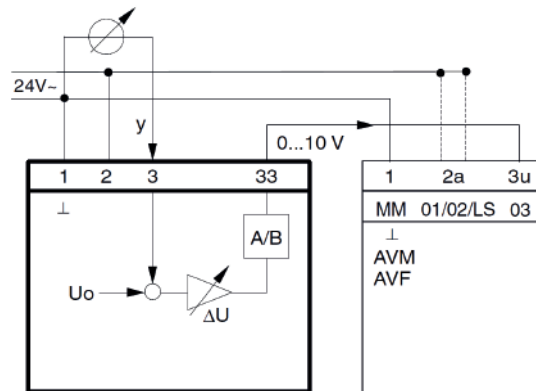 24V~
y
0...10 V
1 2 3 33
1 2a 3u
MM 01/02/LS 03
⊥
A/B
⊥
AVM
AVF
Uo
ΔU